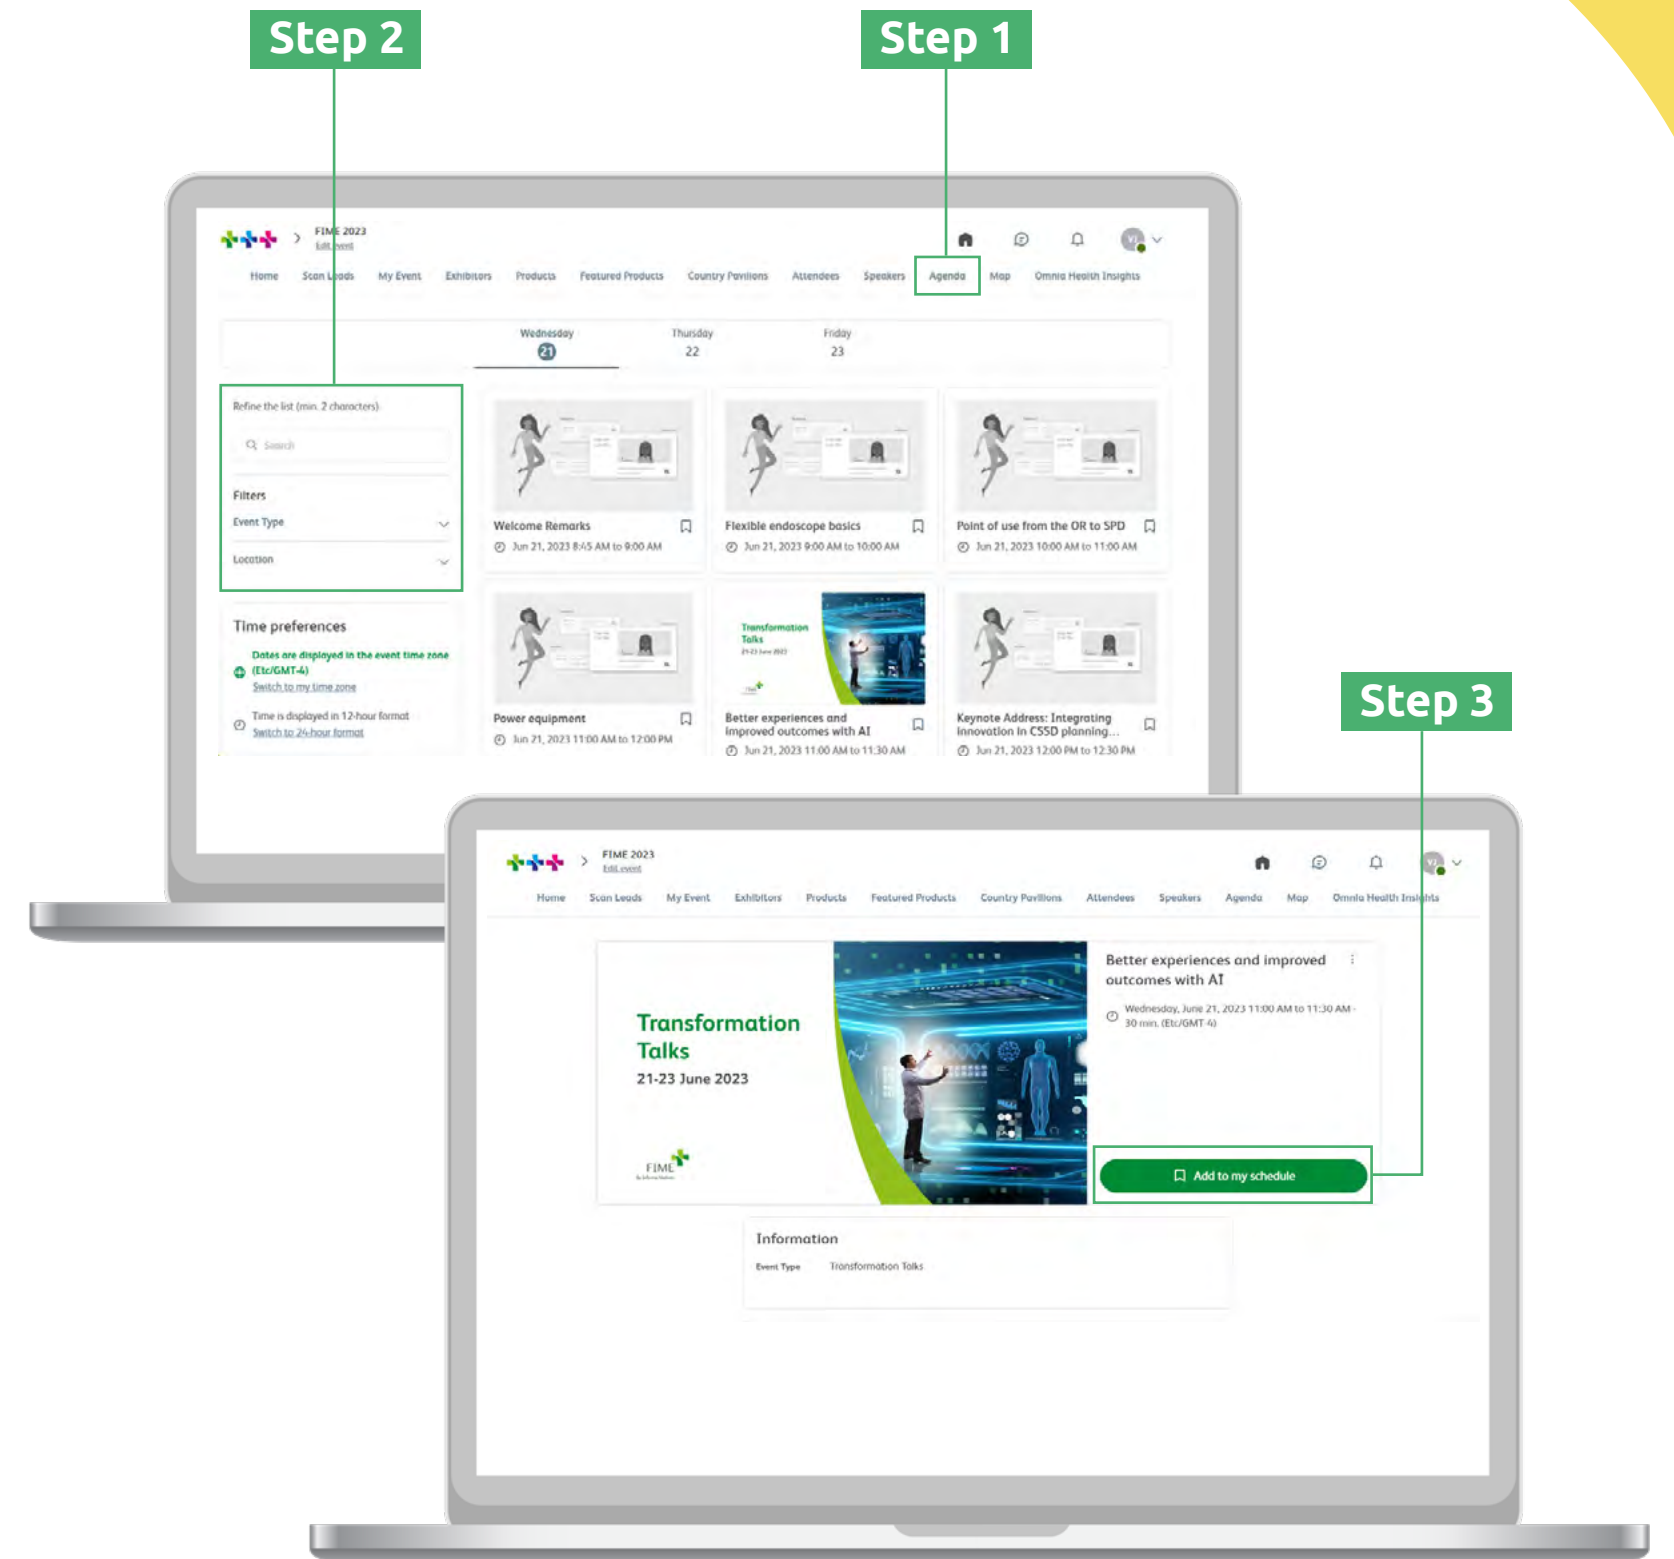 Step 2
Step 1
FIME 2023
Edit event
Home Scan Leads My Event Exhibitors Products Featured Products Country Pavilions Attendees Speakers Agenda Map Omnia Health Insights
Wednesday Thursday Friday
21 22 23
Refine the list (min. 2 characters)
Search
Filters
Event Type
Location
Welcome Remarks
Jun 21, 2023 8:45 AM to 9:00 AM
Flexible endoscope basics
Jun 21, 2023 9:00 AM to 10:00 AM
Point of use from the OR to SPD
Jun 21, 2023 10:00 AM to 11:00 AM
Time preferences
Dates are displayed in the event time zone
(Etc/GMT-4)
Switch to my time zone
Time is displayed in 12-hour format
Switch to 24-hour format
Power equipment
Jun 21, 2023 11:00 AM to 12:00 PM
Transformation
Talks
21-23 June 2023
FIME
Better experiences and
improved outcomes with AI
Jun 21, 2023 11:00 AM to 11:30 AM
Keynote Address: Integrating
Innovation in CSSD planning...
Jun 21, 2023 12:00 PM to 12:30 PM
Step 3
FIME 2023
Edit event
Home Scan Leads My Event Exhibitors Products Featured Products Country Pavilions Attendees Speakers Agenda Map Omnia Health Insights
Transformation
Talks
21-23 June 2023
FIME
Better experiences and improved
outcomes with AI
Wednesday, June 21, 2023 11:00 AM to 11:30 AM -
30 min. (Etc/GMT-4)
Add to my schedule
Information
Event Type Transformation Talks